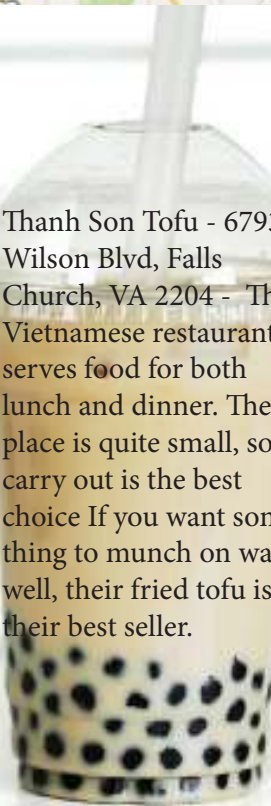 Thanh Son Tofu - 6793
Wilson Blvd, Falls
Church, VA 2204 - Th
Vietnamese restaurant
serves food for both
lunch and dinner. The
place is quite small, so
carry out is the best
choice If you want som
thing to munch on wa
well, their fried tofu is
their best seller.